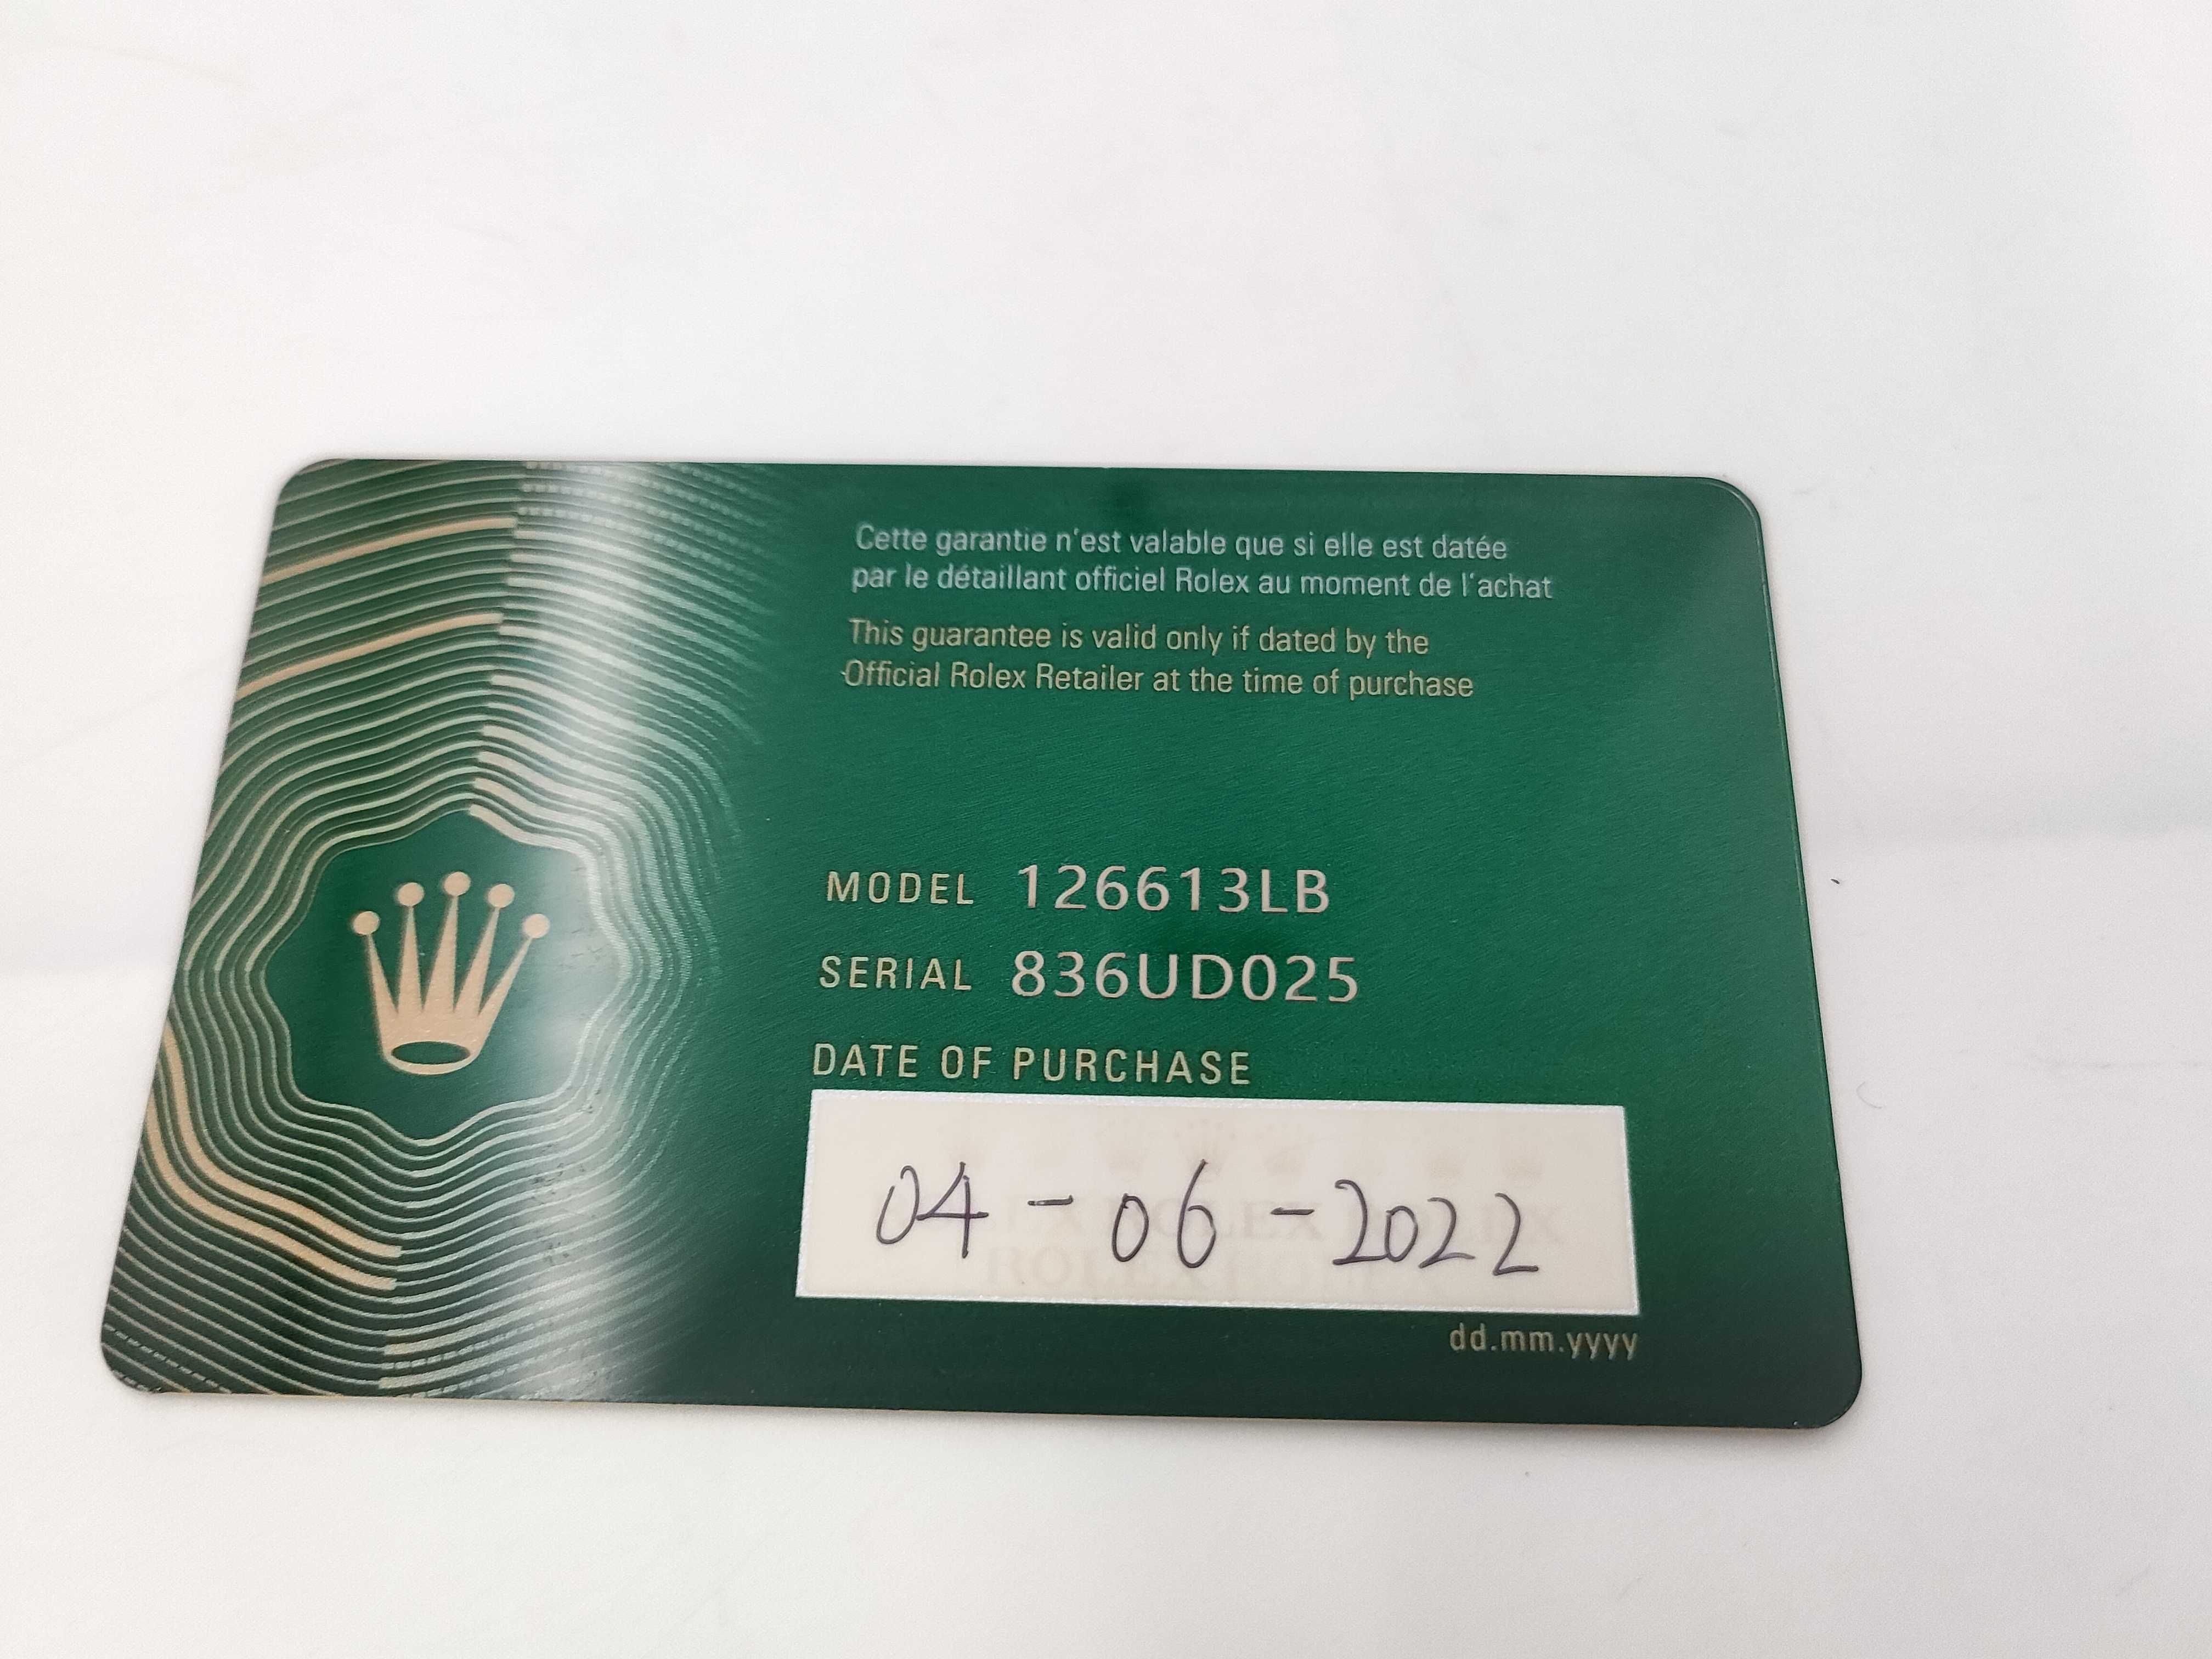 Cette garantie n'est valable que si elle est datée
par le détaillant officiel Rolex au moment de l'achat
This guarantee is valid only if dated by the
Official Rolex Retailer at the time of purchase
MODEL 126613LB
SERIAL 836UD025
DATE OF PURCHASE
04-06-2022
dd.mm.yyyy